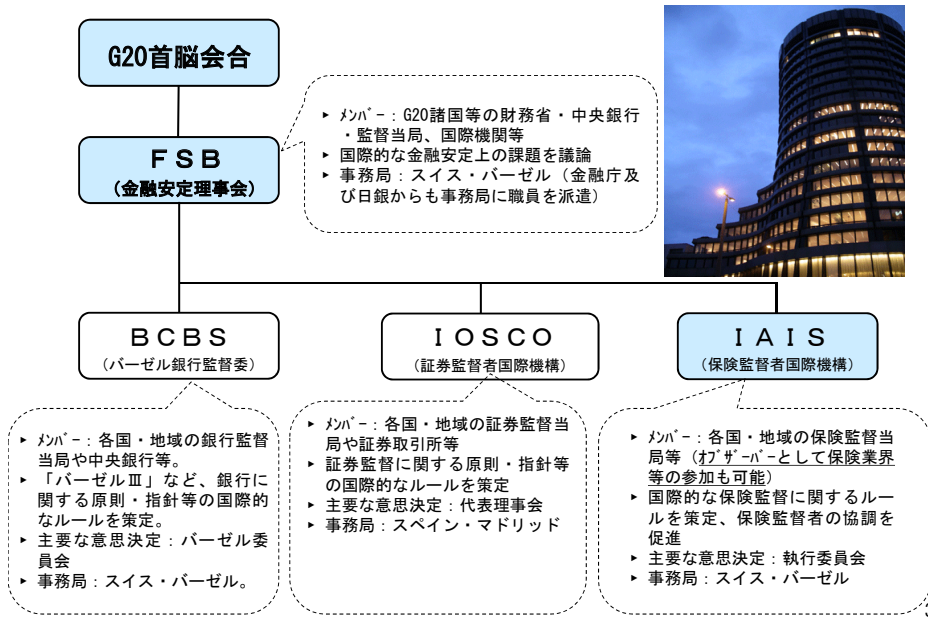 G20首脳会合
ＦＳＢ
（金融安定理事会）
▸ ﾒﾝﾊﾞｰ：G20諸国等の財務省・中央銀行
・監督当局、国際機関等
▸ 国際的な金融安定上の課題を議論
▸ 事務局：スイス・バーゼル（金融庁及
び日銀からも事務局に職員を派遣）
ＢＣＢＳ
（バーゼル銀行監督委）
ＩＯＳＣＯ
（証券監督者国際機構）
ＩＡＩＳ
（保険監督者国際機構）
▸ ﾒﾝﾊﾞｰ：各国・地域の銀行監督
当局や中央銀行等。
▸ 「バーゼルⅢ」など、銀行に
関する原則・指針等の国際的
なルールを策定。
▸ 主要な意思決定：バーゼル委
員会
▸ 事務局：スイス・バーゼル。
▸ ﾒﾝﾊﾞｰ：各国・地域の証券監督当
局や証券取引所等
▸ 証券監督に関する原則・指針等
の国際的なルールを策定
▸ 主要な意思決定：代表理事会
▸ 事務局：スペイン・マドリッド
▸ ﾒﾝﾊﾞｰ：各国・地域の保険監督当
局等（ｵﾌﾞｻﾞｰﾊﾞｰとして保険業界
等の参加も可能）
▸ 国際的な保険監督に関するルー
ルを策定、保険監督者の協調を
促進
▸ 主要な意思決定：執行委員会
▸ 事務局：スイス・バーゼル